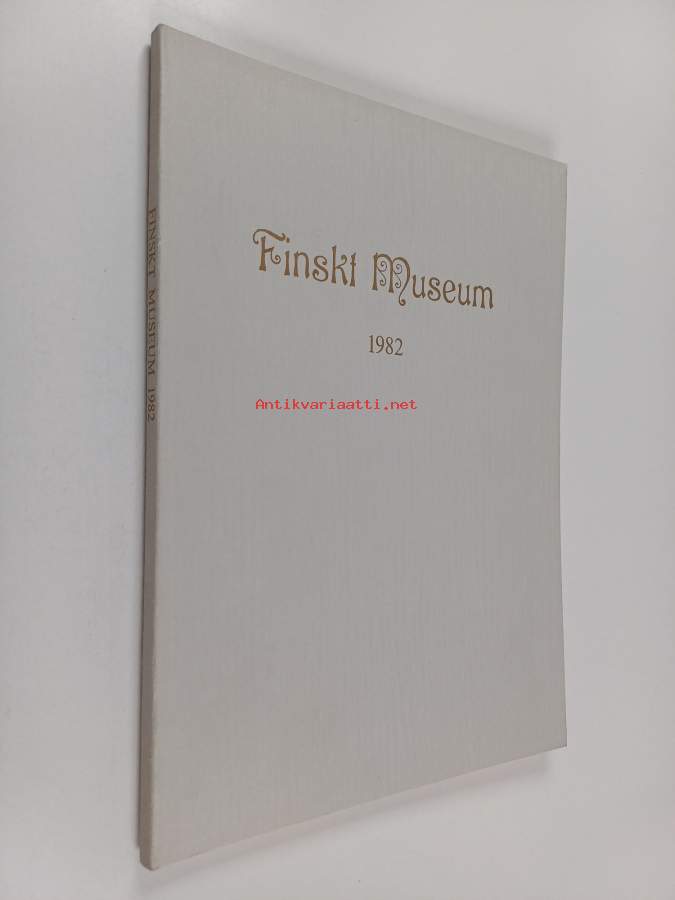 Finskt Museum
1982
Antikvariaatti.net
FINSKT MUSEUM 1982